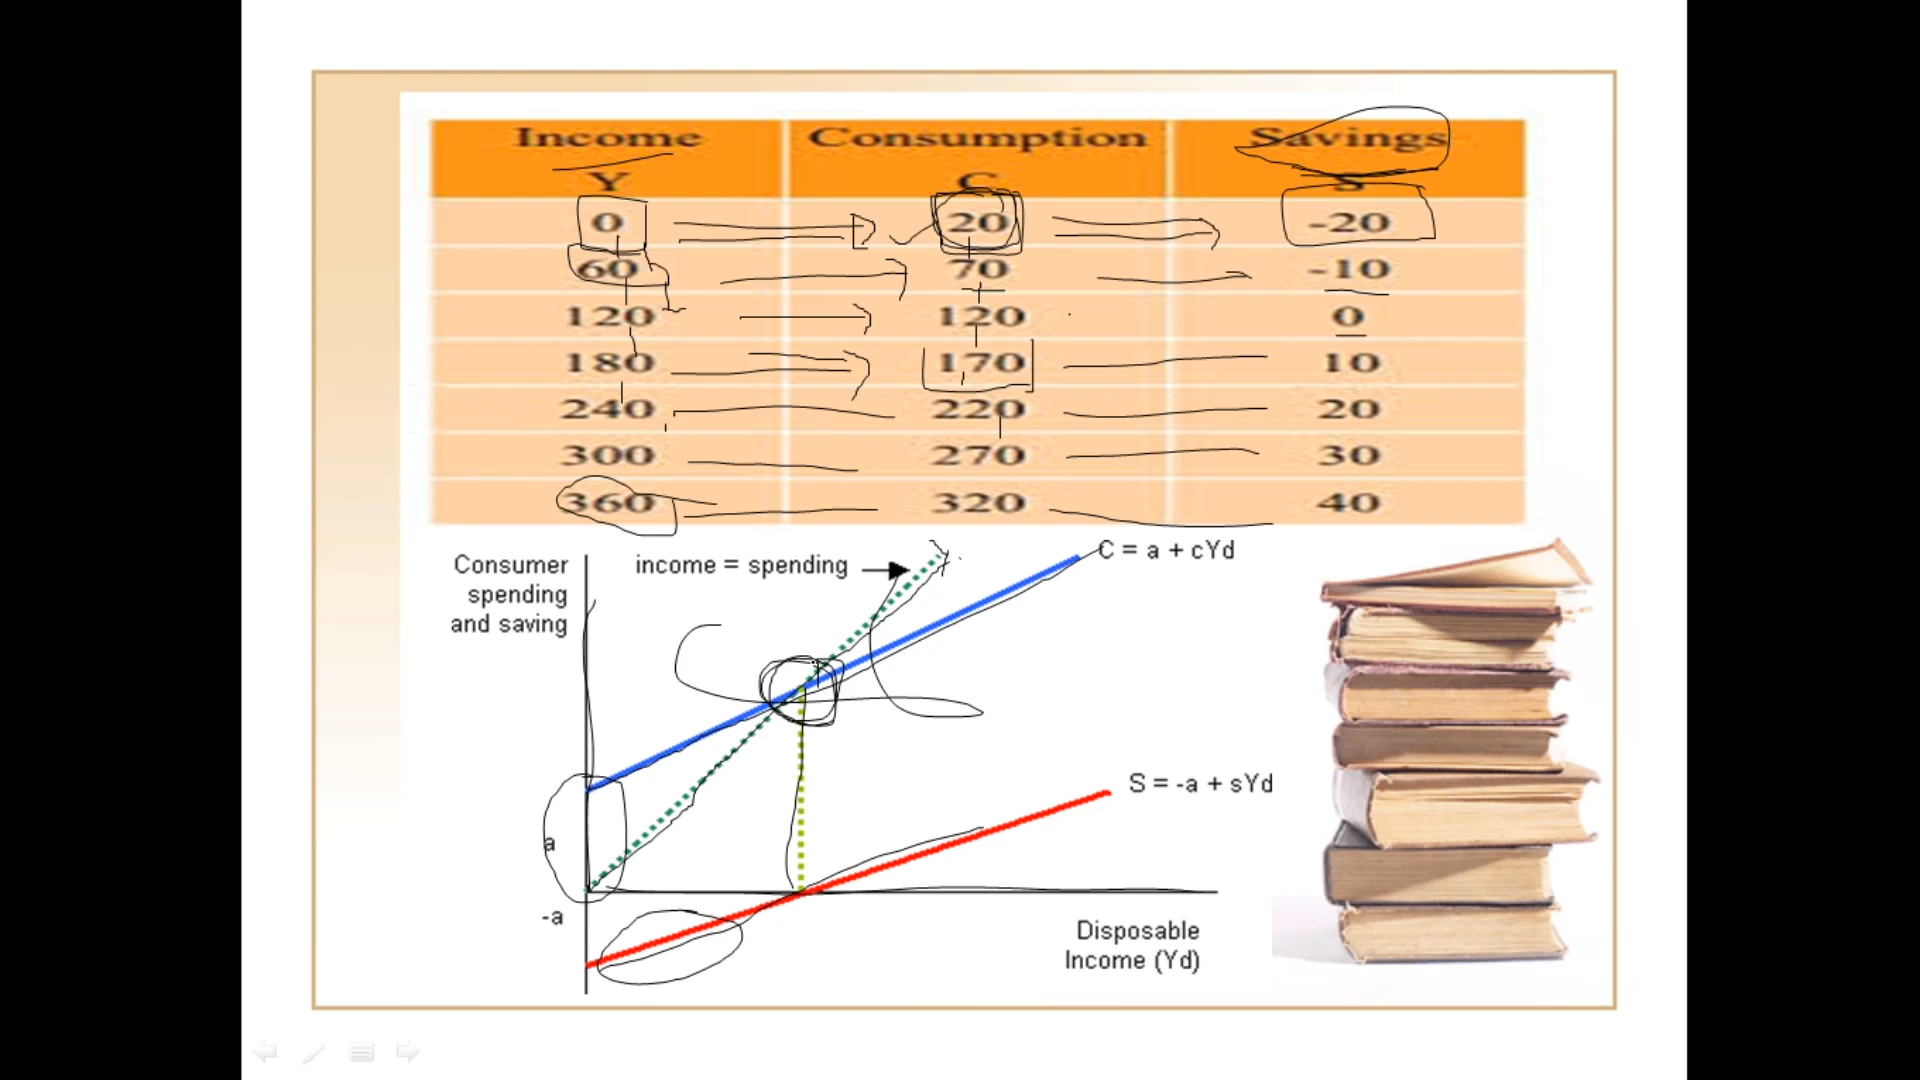 Income Consumption Savings
Y C S
0 20 -20
60 70 -10
120 120 0
180 170 10
240 220 20
300 270 30
360 320 40
Consumer
spending
and saving
income = spending
C = a + cYd
S = -a + sYd
a
-a
Disposable
Income (Yd)